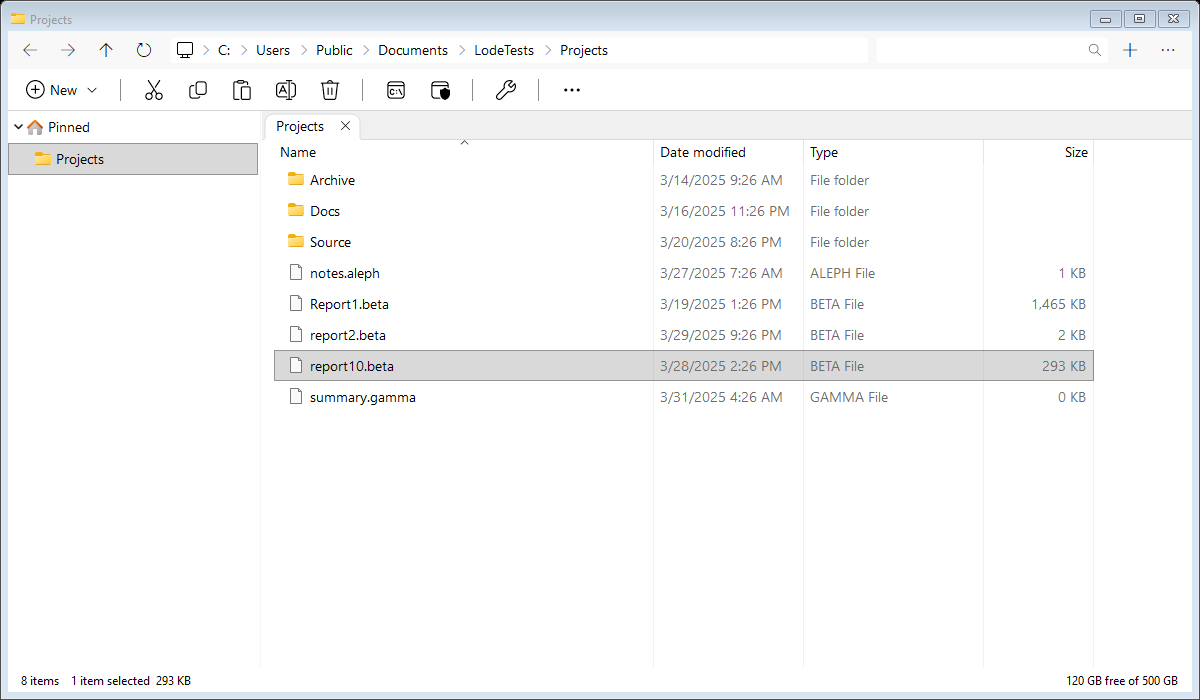 Projects
C: Users Public Documents LodeTests Projects
New
Pinned
Projects
Projects
Name Date modified Type Size
Archive 3/14/2025 9:26 AM File folder
Docs 3/16/2025 11:26 PM File folder
Source 3/20/2025 8:26 PM File folder
notes.aleph 3/27/2025 7:26 AM ALEPH File 1 KB
Report1.beta 3/19/2025 1:26 PM BETA File 1,465 KB
report2.beta 3/29/2025 9:26 PM BETA File 2 KB
report10.beta 3/28/2025 2:26 PM BETA File 293 KB
summary.gamma 3/31/2025 4:26 AM GAMMA File 0 KB
8 items 1 item selected 293 KB 120 GB free of 500 GB